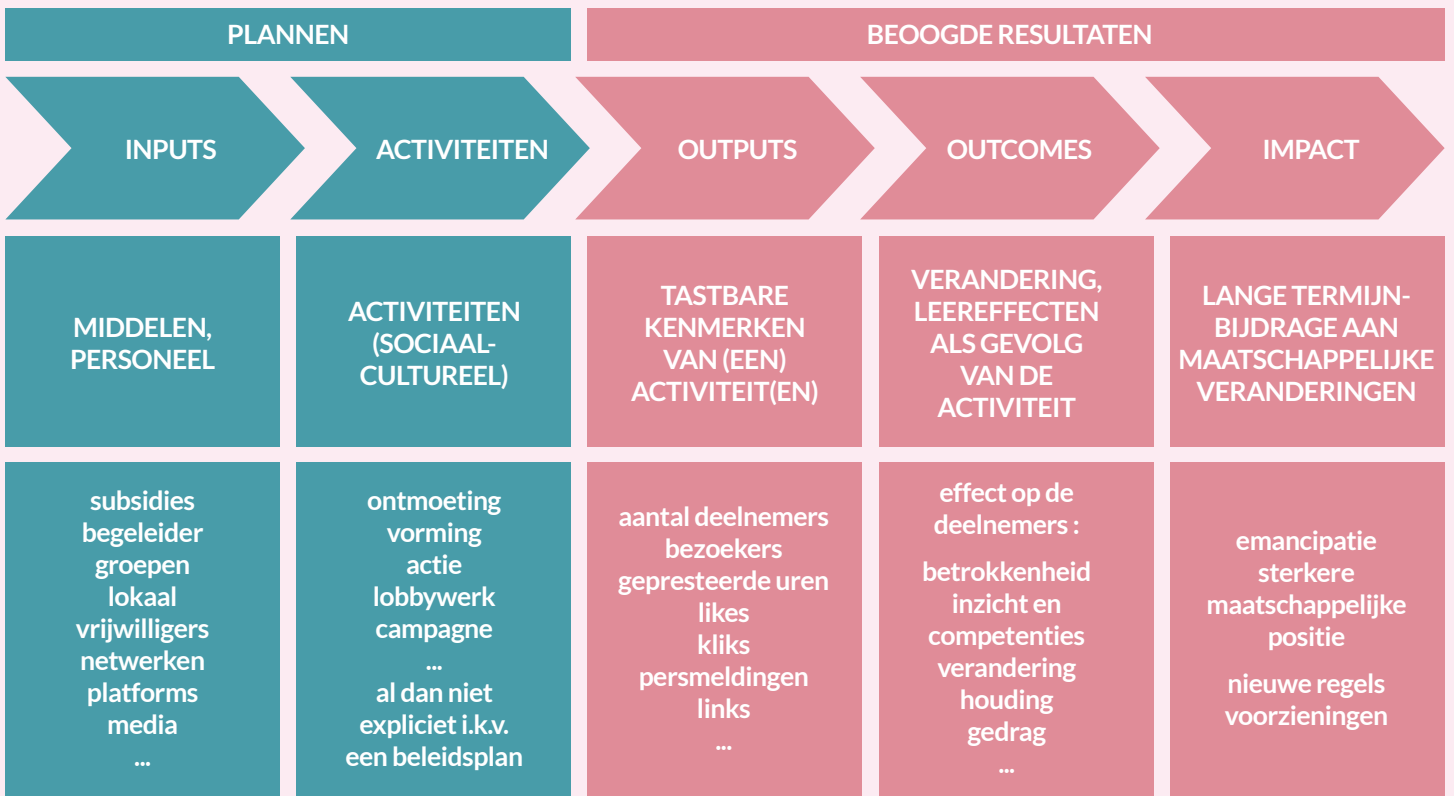 PLANNEN
BEOOGDE RESULTATEN
INPUTS
ACTIVITEITEN
OUTPUTS
OUTCOMES
IMPACT
MIDDELEN,
PERSONEEL
ACTIVITEITEN
(SOCIAAL-
CULTUREEL)
TASTBARE
KENMERKEN
VAN (EEN)
ACTIVITEIT(EN)
VERANDERING,
LEEREFFECTEN
ALS GEVOLG
VAN DE
ACTIVITEIT
LANGE TERMIJN-
BIJDRAGE AAN
MAATSCHAPPELIJKE
VERANDERINGEN
subsidies
begeleider
groepen
lokaal
vrijwilligers
netwerken
platforms
media
...
ontmoeting
vorming
actie
lobbywerk
campagne
...
al dan niet
expliciet i.k.v.
een beleidsplan
aantal deelnemers
bezoekers
gepresteerde uren
likes
kliks
persmeldingen
links
...
effect op de
deelnemers :
betrokkenheid
inzicht en
competenties
verandering
houding
gedrag
...
emancipatie
sterkere
maatschappelijke
positie
nieuwe regels
voorzieningen